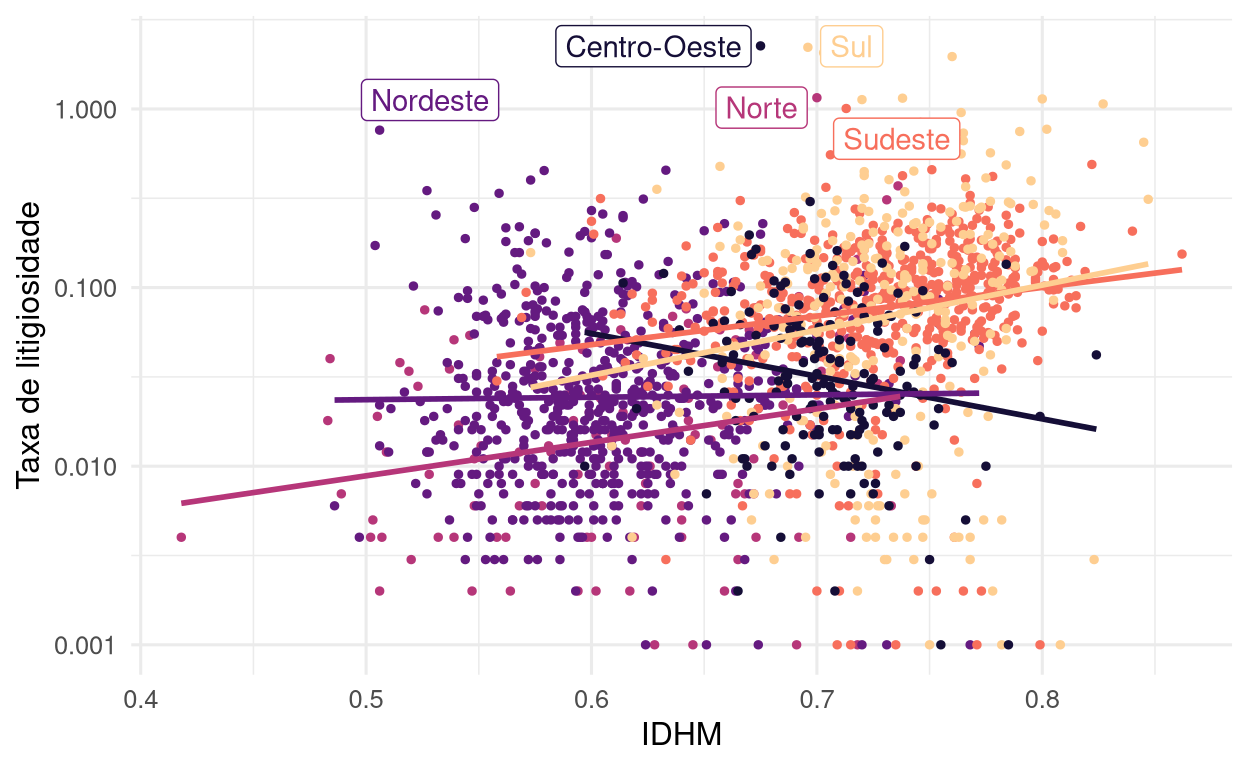 Centro-Oeste
Sul
Nordeste
Norte
Sudeste
Taxa de litigiosidade
1.000
0.100
0.010
0.001
0.4
0.5
0.6
0.7
0.8
IDHM